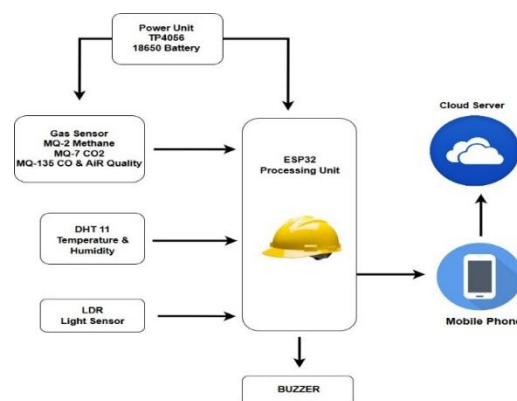 Power Unit
TP4056
18650 Battery
Gas Sensor
MQ-2 Methane
MQ-7 CO2
MQ-135 CO & AiR Quality
ESP32
Processing Unit
Cloud Server
DHT 11
Temperature &
Humidity
LDR
Light Sensor
Mobile Phone
BUZZER